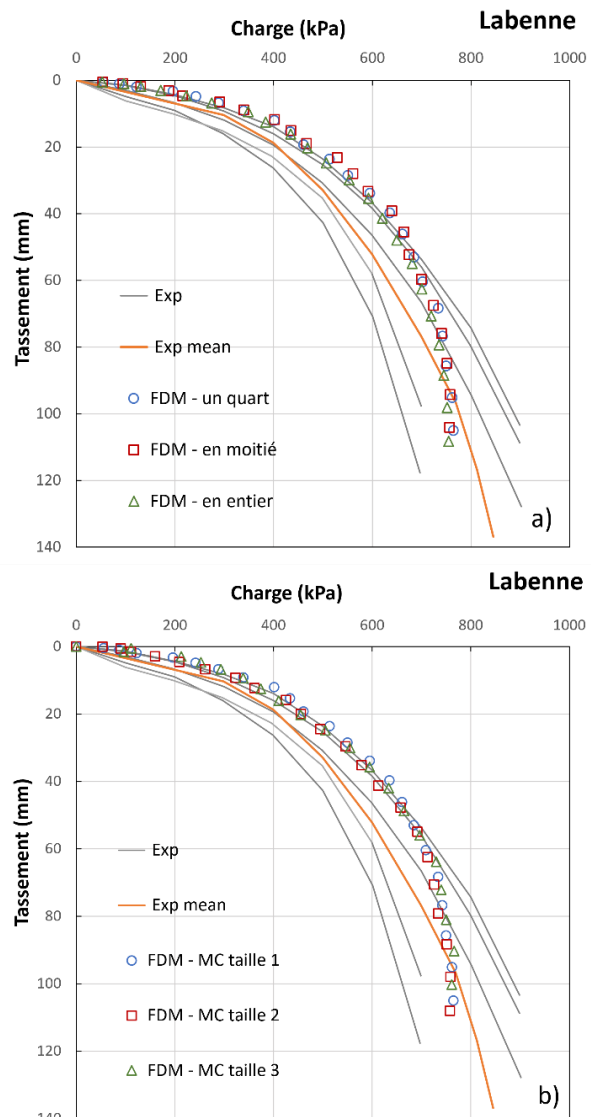 Labenne
Charge (kPa)
0 200 400 600 800 1000
0
20
40
60
80
100
120
140
Tassement (mm)
Exp
Exp mean
FDM - un quart
FDM - en moitié
FDM - en entier
a)
Labenne
Charge (kPa)
0 200 400 600 800 1000
0
20
40
60
80
100
120
140
Tassement (mm)
Exp
Exp mean
FDM - MC taille 1
FDM - MC taille 2
FDM - MC taille 3
b)